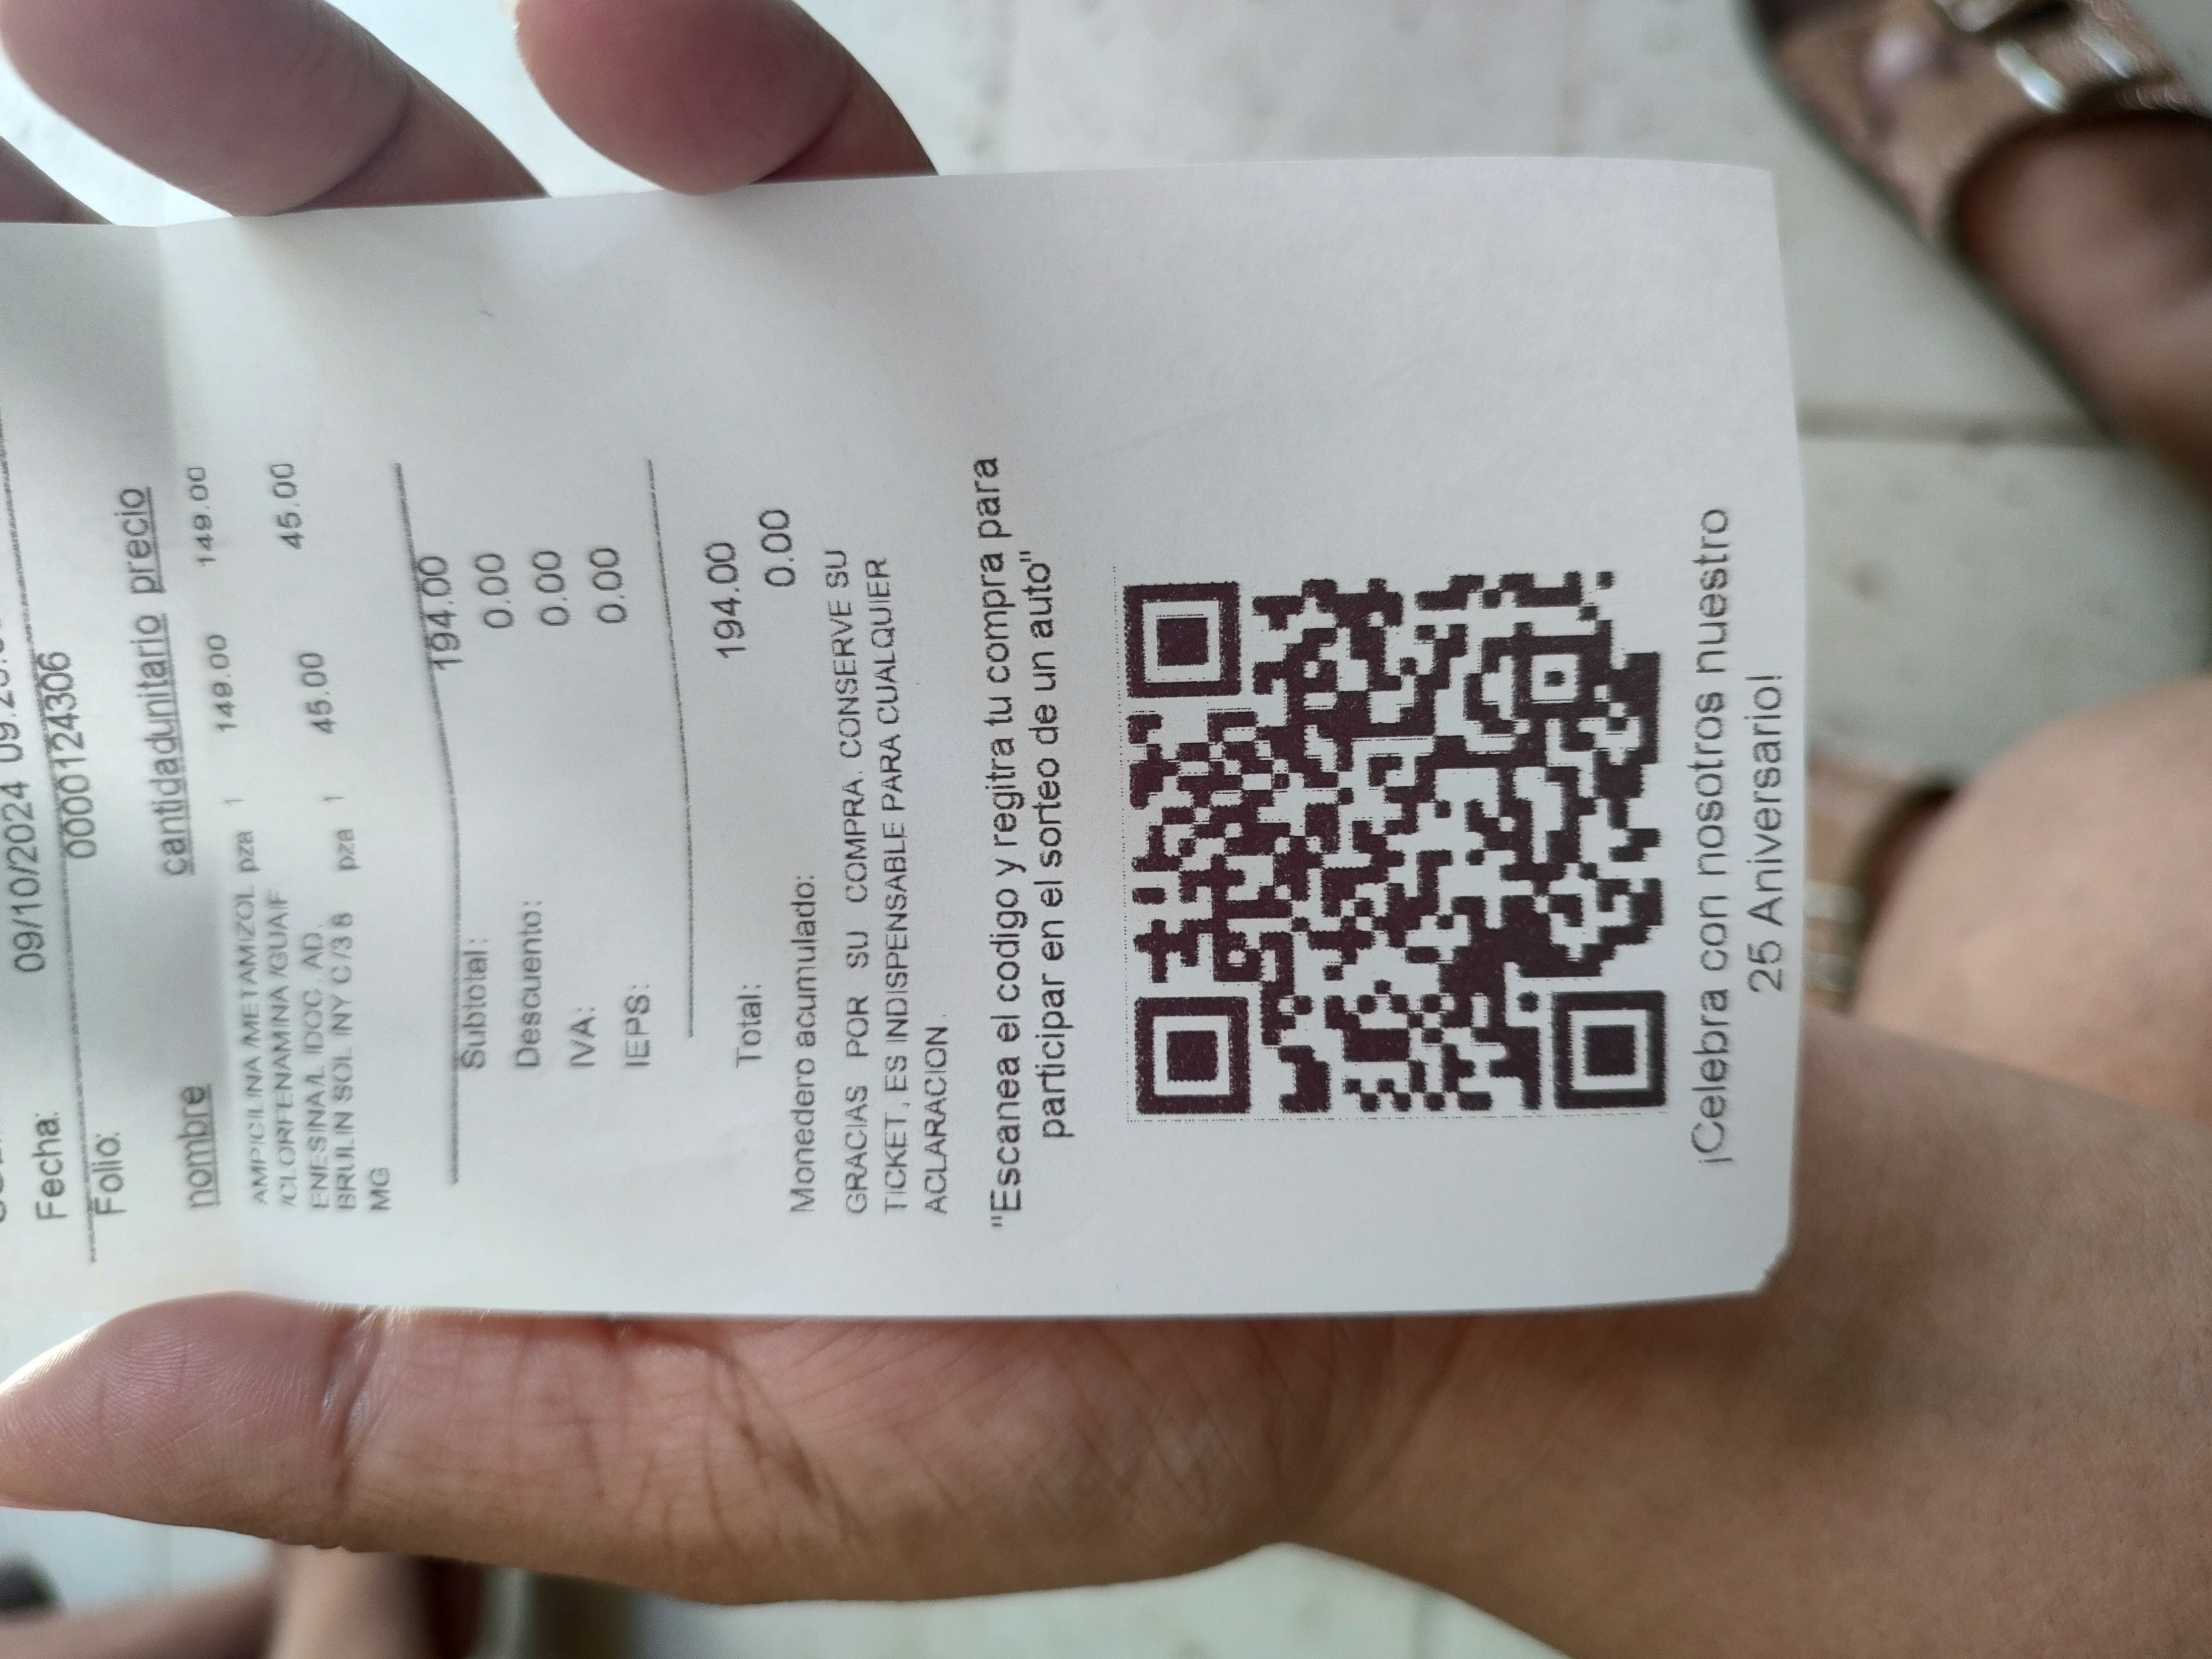 Fecha: 09/10/2024
Folio: 0000124306
nombre cantidadunitario precio
AMPICILINA/METAMIZOL pza 1 149.00 149.00
/CLORFENAMINA/GUAIF
ENESINA/LIDOC. AD.
BRULIN SOL INY C/3 8 pza 1 45.00 45.00
MG
Subtotal: 194.00
Descuento: 0.00
IVA: 0.00
IEPS: 0.00
Total: 194.00
Monedero acumulado: 0.00
GRACIAS POR SU COMPRA, CONSERVE SU
TICKET, ES INDISPENSABLE PARA CUALQUIER
ACLARACION.
"Escanea el codigo y regitra tu compra para
participar en el sorteo de un auto"
¡Celebra con nosotros nuestro
25 Aniversario!